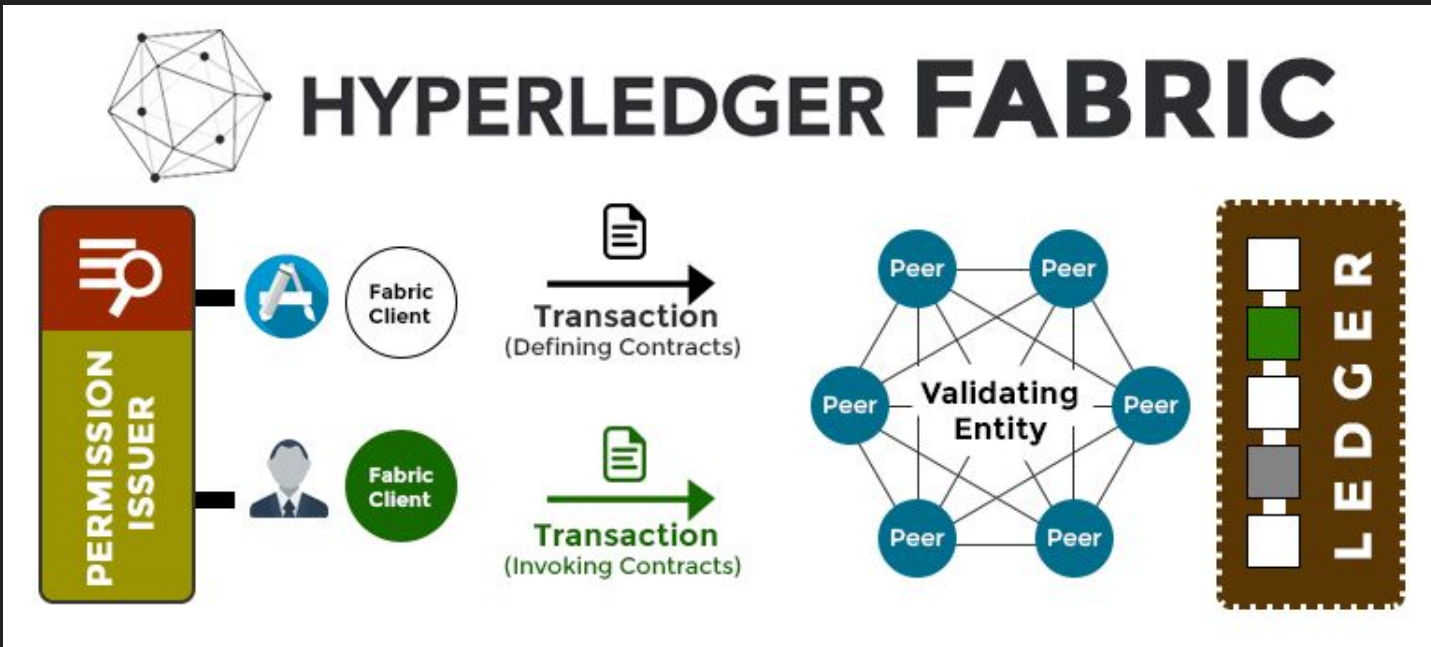 HYPERLEDGER FABRIC
PERMISSION
ISSUER
Fabric
Client
Transaction
(Defining Contracts)
Fabric
Client
Transaction
(Invoking Contracts)
Peer
Peer
Peer
Validating
Entity
Peer
Peer
Peer
LEDGER